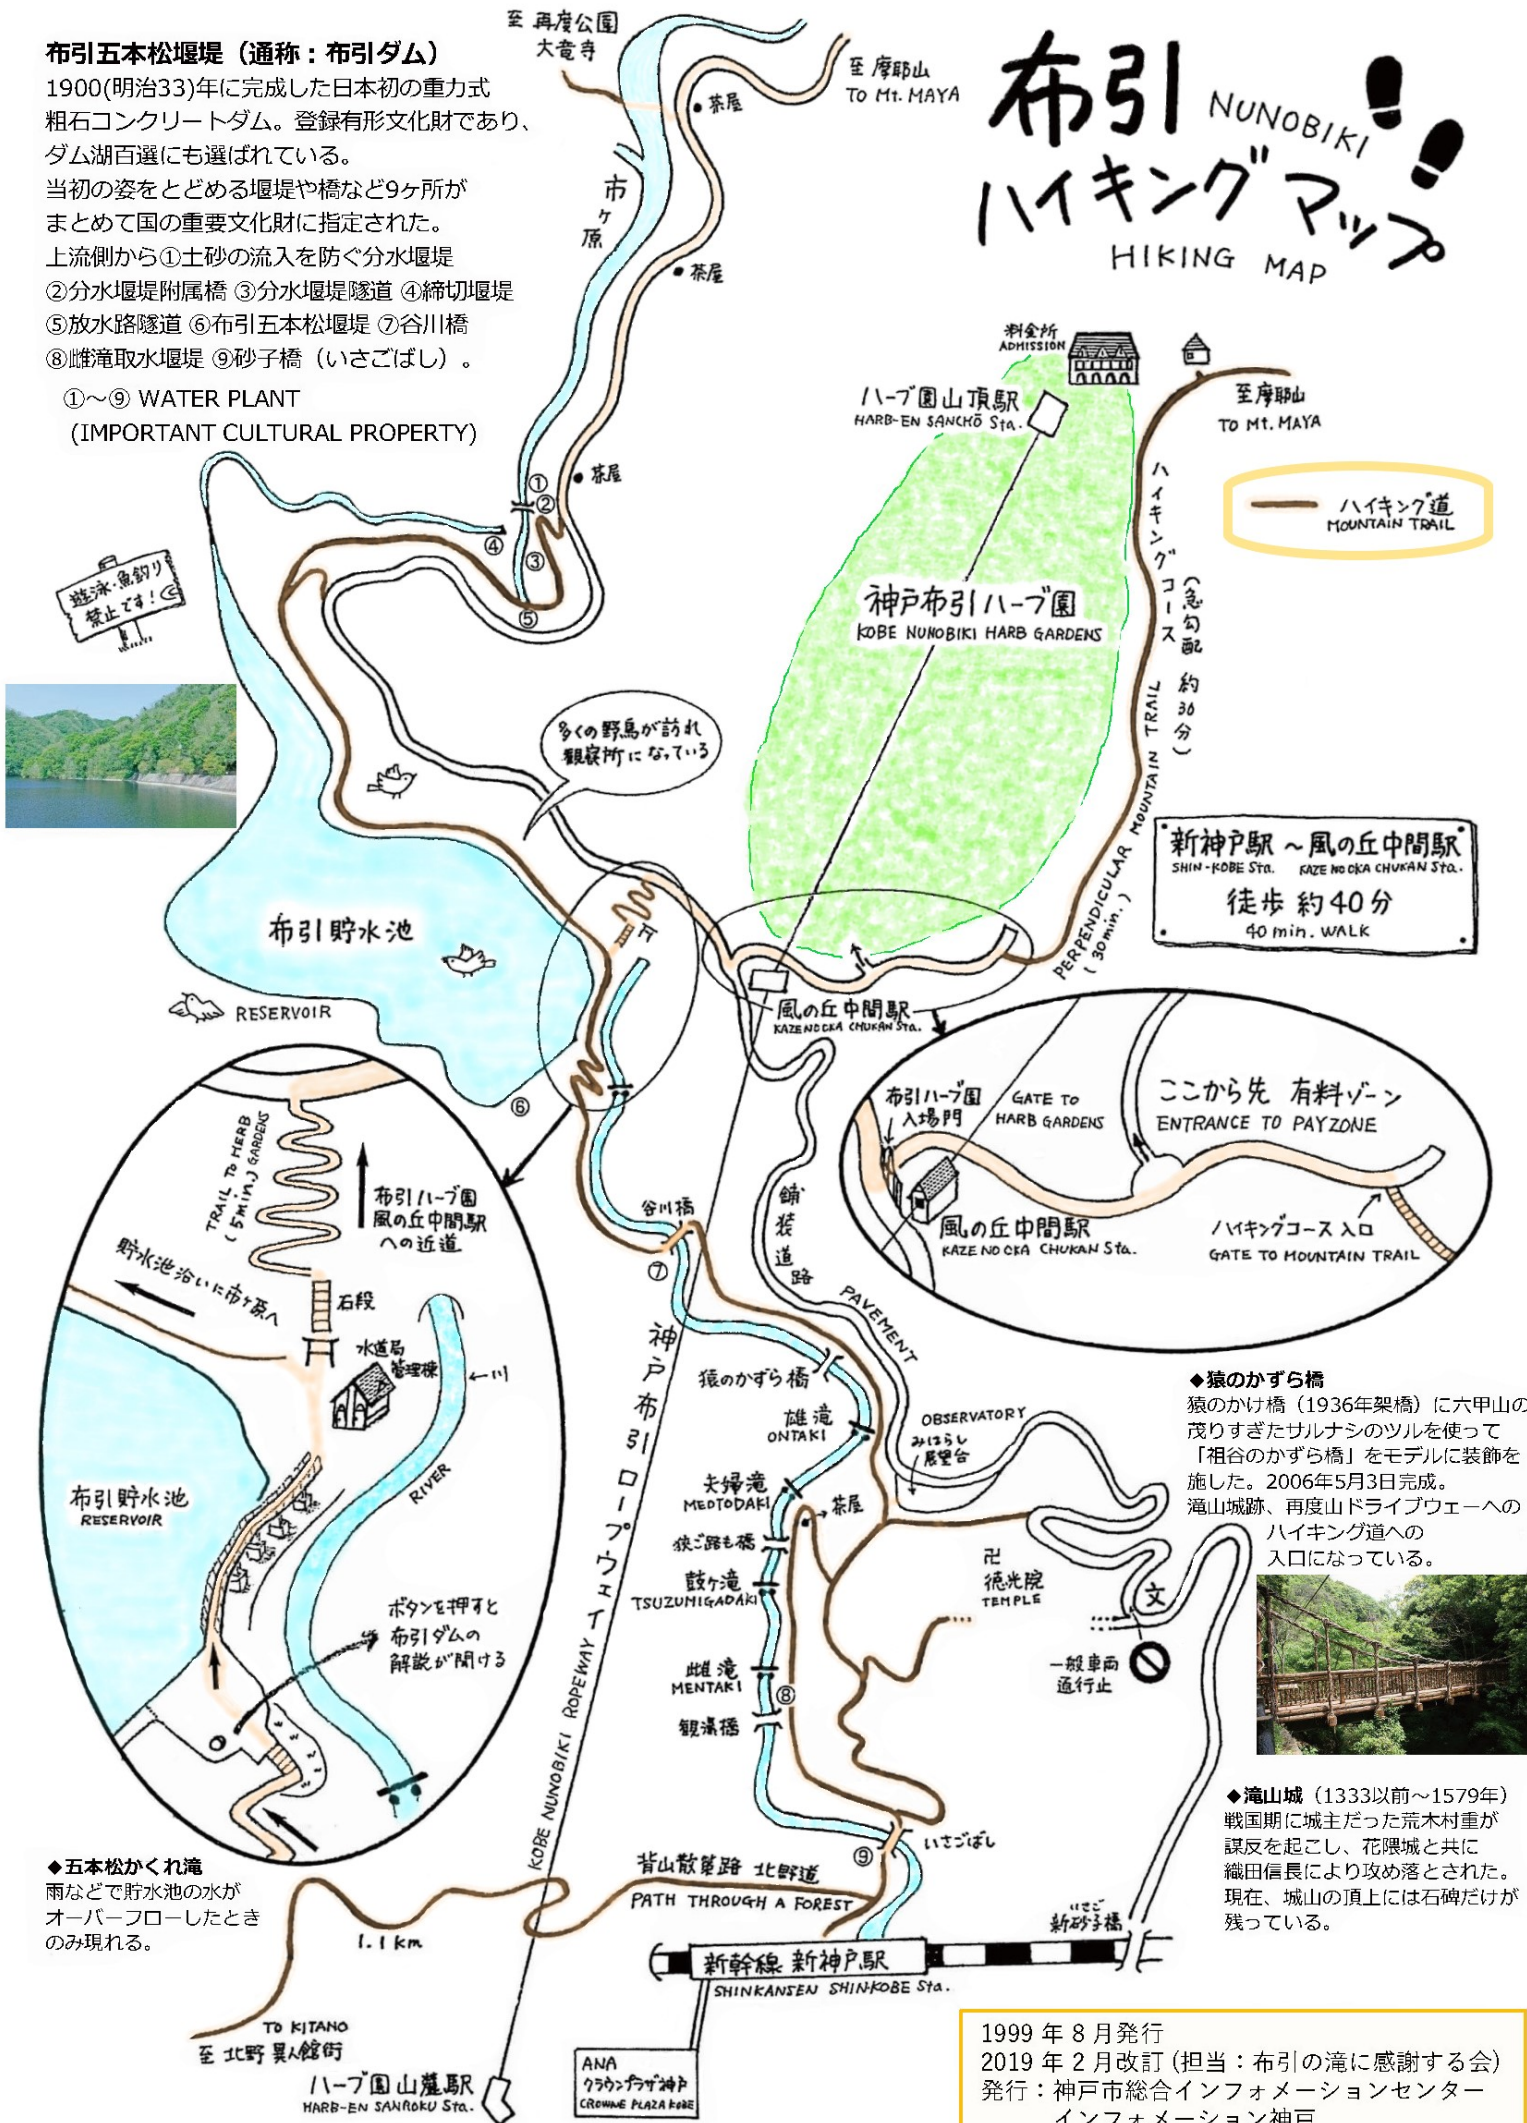 布引五本松堰堤（通称：布引ダム）
1900(明治33)年に完成した日本初の重力式
粗石コンクリートダム。登録有形文化財であり、
ダム湖百選にも選ばれている。
当初の姿をとどめる堰堤や橋など9ヶ所が
まとめて国の重要文化財に指定された。
上流側から①土砂の流入を防ぐ分水堰堤
②分水堰堤附属橋 ③分水堰堤隧道 ④締切堰堤
⑤放水路隧道 ⑥布引五本松堰堤 ⑦谷川橋
⑧雌滝取水堰堤 ⑨砂子橋（いさごばし）。
①～⑨ WATER PLANT
(IMPORTANT CULTURAL PROPERTY)
至 再度公園
大竜寺
至 摩耶山
TO Mt. MAYA
茶屋
市ヶ原
茶屋
茶屋
布引 NUNOBIKI
ハイキングマップ
HIKING MAP
料金所
ADMISSION
ハーブ園山頂駅
HARB-EN SANCHŌ Sta.
至摩耶山
TO Mt. MAYA
ハイキング道
MOUNTAIN TRAIL
ハイキングコース
（急勾配 約30分）
PERPENDICULAR MOUNTAIN TRAIL
(30min.)
神戸布引ハーブ園
KOBE NUNOBIKI HARB GARDENS
①
②
③
④
⑤
遊泳・魚釣り
禁止です！
多くの野鳥が訪れ
観察所になっている
新神戸駅 ～ 風の丘中間駅
SHIN-KOBE Sta. KAZE NO OKA CHUKAN Sta.
徒歩 約40分
40 min. WALK
布引貯水池
RESERVOIR
風の丘中間駅
KAZE NO OKA CHUKAN Sta.
⑥
布引ハーブ園
入場門
GATE TO
HARB GARDENS
ここから先 有料ゾーン
ENTRANCE TO PAYZONE
風の丘中間駅
KAZE NO OKA CHUKAN Sta.
ハイキングコース入口
GATE TO MOUNTAIN TRAIL
TRAIL TO HERB
(5min.) GARDENS
布引ハーブ園
風の丘中間駅
への近道
貯水池沿いに市ヶ原へ
石段
水道局
管理棟
←川
RIVER
布引貯水池
RESERVOIR
ボタンを押すと
布引ダムの
解説が聞ける
谷川橋
⑦
舗装道路
PAVEMENT
神戸布引ロープウェイ
KOBE NUNOBIKI ROPEWAY
猿のかずら橋
雄滝
ONTAKI
OBSERVATORY
みはらし
展望台
夫婦滝
MEOTODAKI
茶屋
狭ご路も橋
鼓ヶ滝
TSUZUMIGADAKI
卍
徳光院
TEMPLE
文
一般車両
通行止
雌滝
MENTAKI
⑧
観瀑橋
◆猿のかずら橋
猿のかけ橋（1936年架橋）に六甲山の
茂りすぎたサルナシのツルを使って
「祖谷のかずら橋」をモデルに装飾を
施した。2006年5月3日完成。
滝山城跡、再度山ドライブウェーへの
ハイキング道への
入口になっている。
◆滝山城（1333以前～1579年）
戦国期に城主だった荒木村重が
謀反を起こし、花隈城と共に
織田信長により攻め落とされた。
現在、城山の頂上には石碑だけが
残っている。
◆五本松かくれ滝
雨などで貯水池の水が
オーバーフローしたとき
のみ現れる。
いさごばし
⑨
背山散策路 北野道
PATH THROUGH A FOREST
1.1km
いさご
新砂子橋
新幹線 新神戸駅
SHINKANSEN SHIN-KOBE Sta.
TO KITANO
至 北野異人館街
ハーブ園山麓駅
HARB-EN SANROKU Sta.
ANA
クラウンプラザ神戸
CROWNE PLAZA KOBE
1999年8月発行
2019年2月改訂(担当：布引の滝に感謝する会)
発行：神戸市総合インフォメーションセンター
インフォメーション神戸